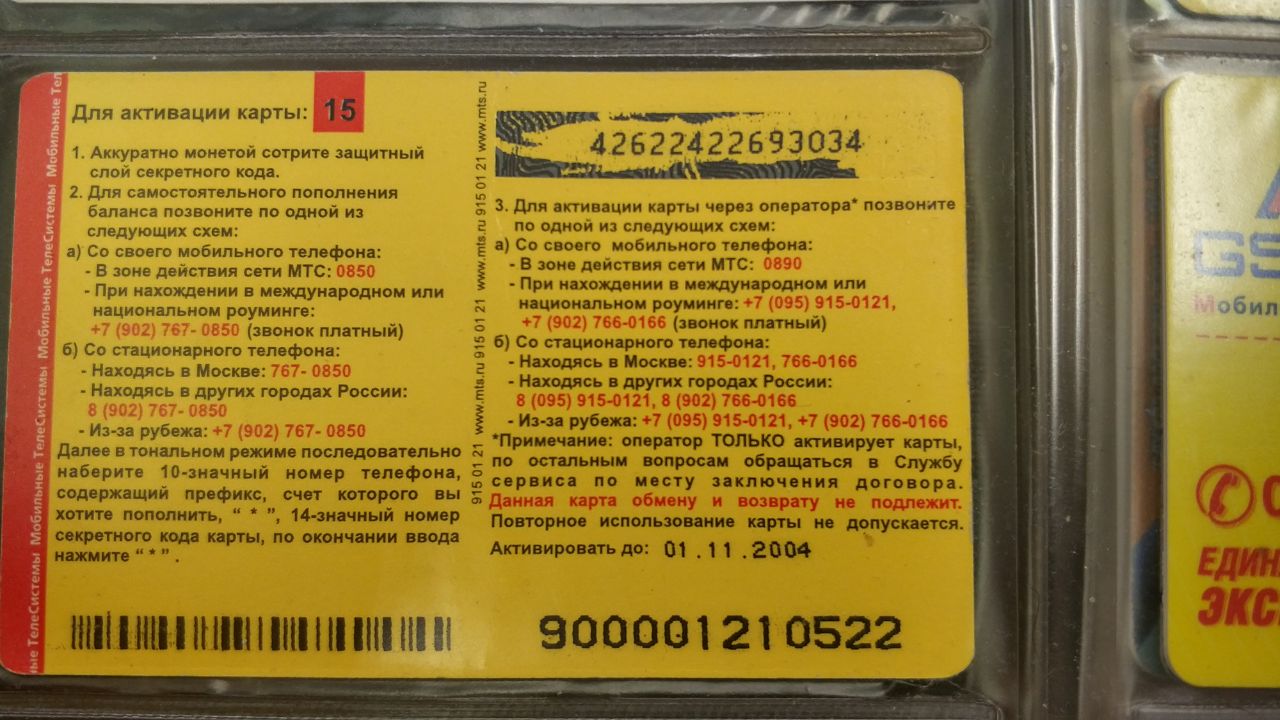 Для активации карты: 15
1. Аккуратно монетой сотрите защитный
слой секретного кода.
2. Для самостоятельного пополнения
баланса позвоните по одной из
следующих схем:
а) Со своего мобильного телефона:
- В зоне действия сети МТС: 0850
- При нахождении в международном или
национальном роуминге:
+7 (902) 767- 0850 (звонок платный)
б) Со стационарного телефона:
- Находясь в Москве: 767- 0850
- Находясь в других городах России:
8 (902) 767- 0850
- Из-за рубежа: +7 (902) 767- 0850
Далее в тональном режиме последовательно
наберите 10-значный номер телефона,
содержащий префикс, счет которого вы
хотите пополнить, “ * ”, 14-значный номер
секретного кода карты, по окончании ввода
нажмите “ * ” .
42622422693034
3. Для активации карты через оператора* позвоните
по одной из следующих схем:
а) Со своего мобильного телефона:
- В зоне действия сети МТС: 0890
- При нахождении в международном или
национальном роуминге: +7 (095) 915-0121,
+7 (902) 766-0166 (звонок платный)
б) Со стационарного телефона:
- Находясь в Москве: 915-0121, 766-0166
- Находясь в других городах России:
8 (095) 915-0121, 8 (902) 766-0166
- Из-за рубежа: +7 (095) 915-0121, +7 (902) 766-0166
*Примечание: оператор ТОЛЬКО активирует карты,
по остальным вопросам обращаться в Службу
сервиса по месту заключения договора.
Данная карта обмену и возврату не подлежит.
Повторное использование карты не допускается.
Активировать до: 01.11.2004
900001210522
Мобильные ТелеСистемы Мобильные ТелеСистемы Мобильные ТелеСистемы
915 01 21 www.mts.ru 915 01 21 www.mts.ru 915 01 21 www.mts.ru